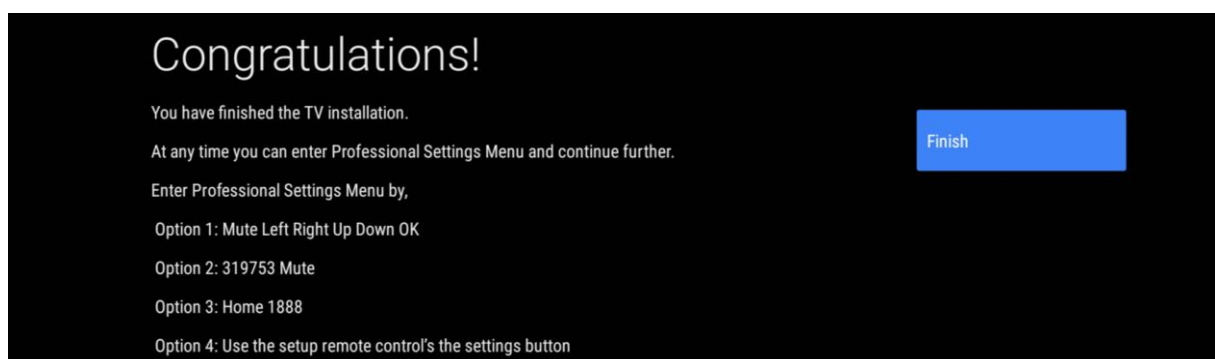 Congratulations!
You have finished the TV installation.
At any time you can enter Professional Settings Menu and continue further.
Finish
Enter Professional Settings Menu by,
Option 1: Mute Left Right Up Down OK
Option 2: 319753 Mute
Option 3: Home 1888
Option 4: Use the setup remote control's the settings button